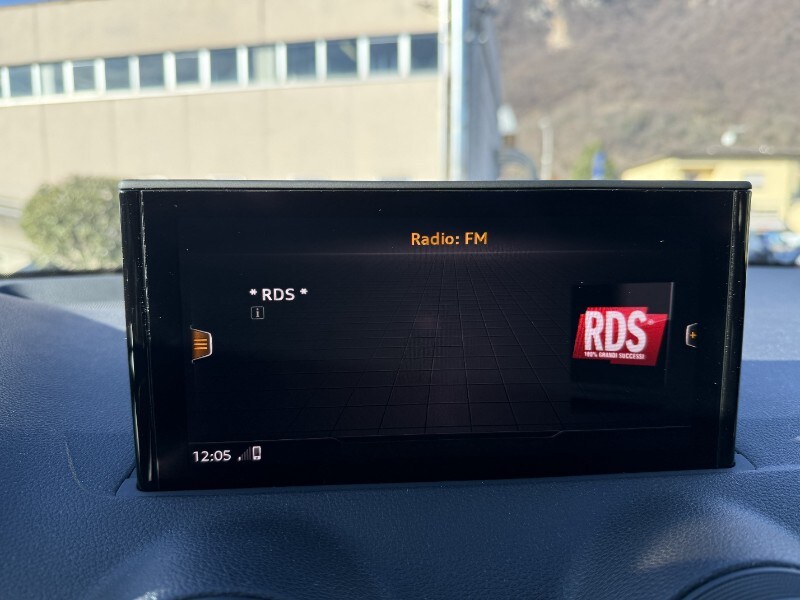 Radio: FM
* RDS *
i
RDS
100% GRANDI SUCCESSI
12:05